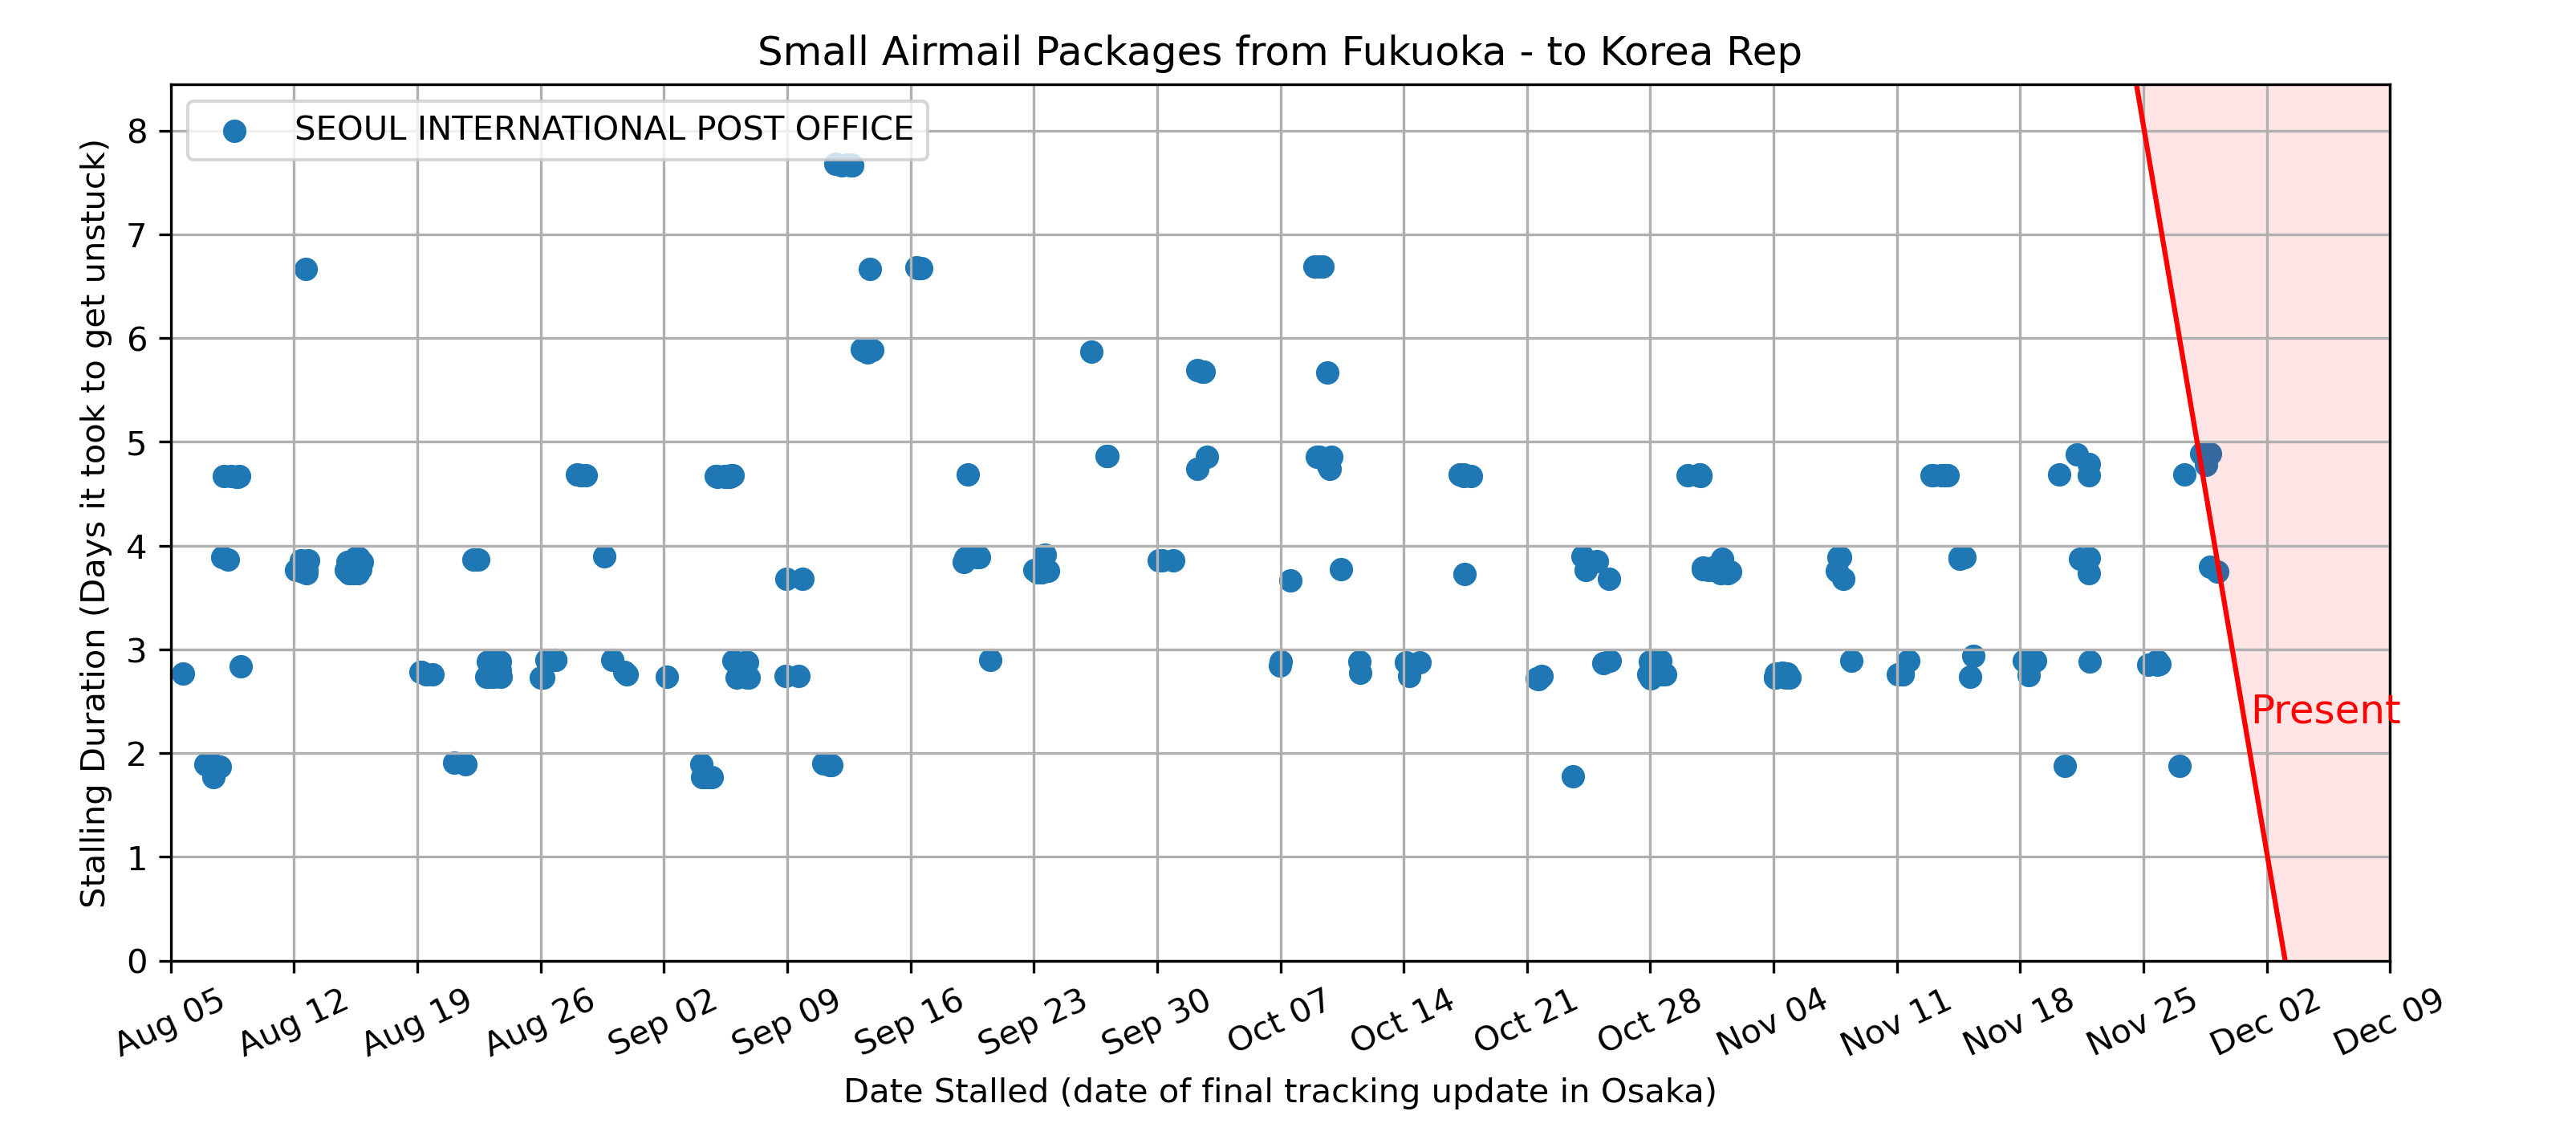 Small Airmail Packages from Fukuoka - to Korea Rep
SEOUL INTERNATIONAL POST OFFICE
Stalling Duration (Days it took to get unstuck)
8
7
6
5
4
3
2
1
0
Present
Aug 05
Aug 12
Aug 19
Aug 26
Sep 02
Sep 09
Sep 16
Sep 23
Sep 30
Oct 07
Oct 14
Oct 21
Oct 28
Nov 04
Nov 11
Nov 18
Nov 25
Dec 02
Dec 09
Date Stalled (date of final tracking update in Osaka)